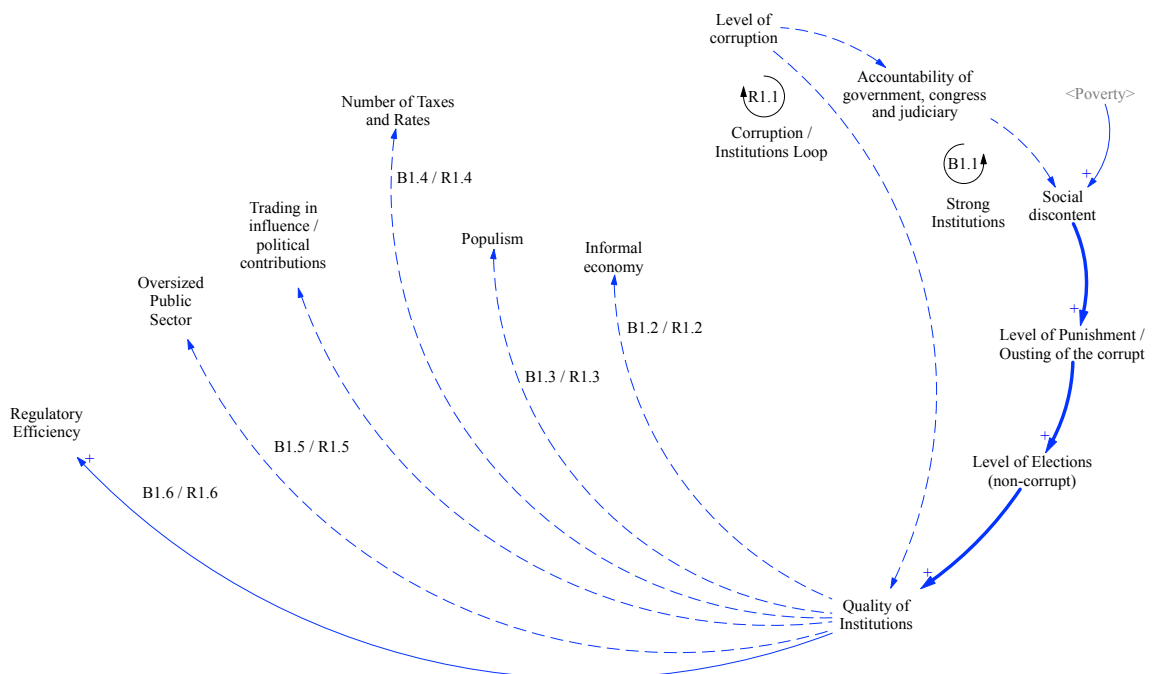 Level of
corruption
Accountability of
government, congress
and judiciary
<Poverty>
R1.1
Corruption /
Institutions Loop
B1.1
Strong
Institutions
+
Social
discontent
Number of Taxes
and Rates
B1.4 / R1.4
Trading in
influence /
political
contributions
Populism
Informal
economy
Oversized
Public
Sector
B1.2 / R1.2
+
Level of Punishment /
Ousting of the corrupt
B1.3 / R1.3
Regulatory
Efficiency
+
B1.5 / R1.5
+
Level of Elections
(non-corrupt)
B1.6 / R1.6
+
Quality of
Institutions